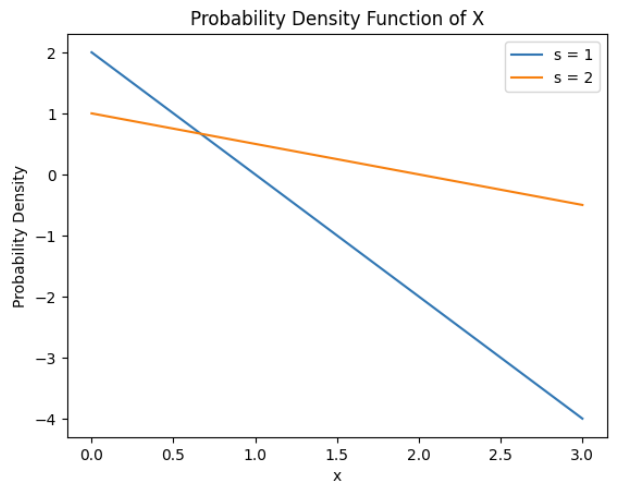 Probability Density Function of X
s = 1
s = 2
2
1
0
−1
−2
−3
−4
Probability Density
0.0 0.5 1.0 1.5 2.0 2.5 3.0
x